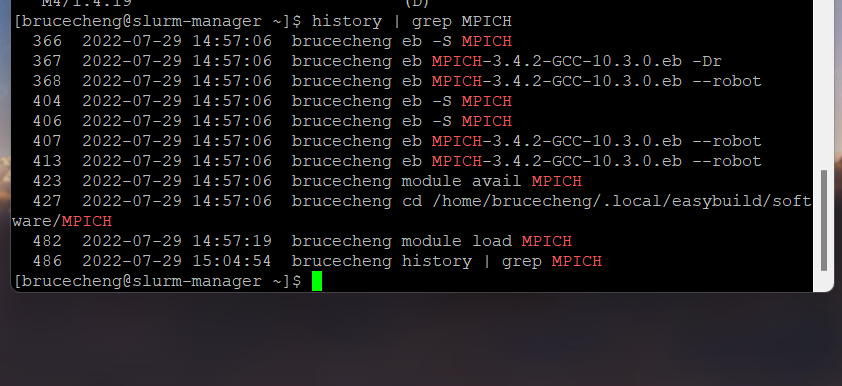 M4/1.4.19 (D)
[brucecheng@slurm-manager ~]$ history | grep MPICH
366 2022-07-29 14:57:06 brucecheng eb -S MPICH
367 2022-07-29 14:57:06 brucecheng eb MPICH-3.4.2-GCC-10.3.0.eb -Dr
368 2022-07-29 14:57:06 brucecheng eb MPICH-3.4.2-GCC-10.3.0.eb --robot
404 2022-07-29 14:57:06 brucecheng eb -S MPICH
406 2022-07-29 14:57:06 brucecheng eb -S MPICH
407 2022-07-29 14:57:06 brucecheng eb MPICH-3.4.2-GCC-10.3.0.eb --robot
413 2022-07-29 14:57:06 brucecheng eb MPICH-3.4.2-GCC-10.3.0.eb --robot
423 2022-07-29 14:57:06 brucecheng module avail MPICH
427 2022-07-29 14:57:06 brucecheng cd /home/brucecheng/.local/easybuild/soft
ware/MPICH
482 2022-07-29 14:57:19 brucecheng module load MPICH
486 2022-07-29 15:04:54 brucecheng history | grep MPICH
[brucecheng@slurm-manager ~]$